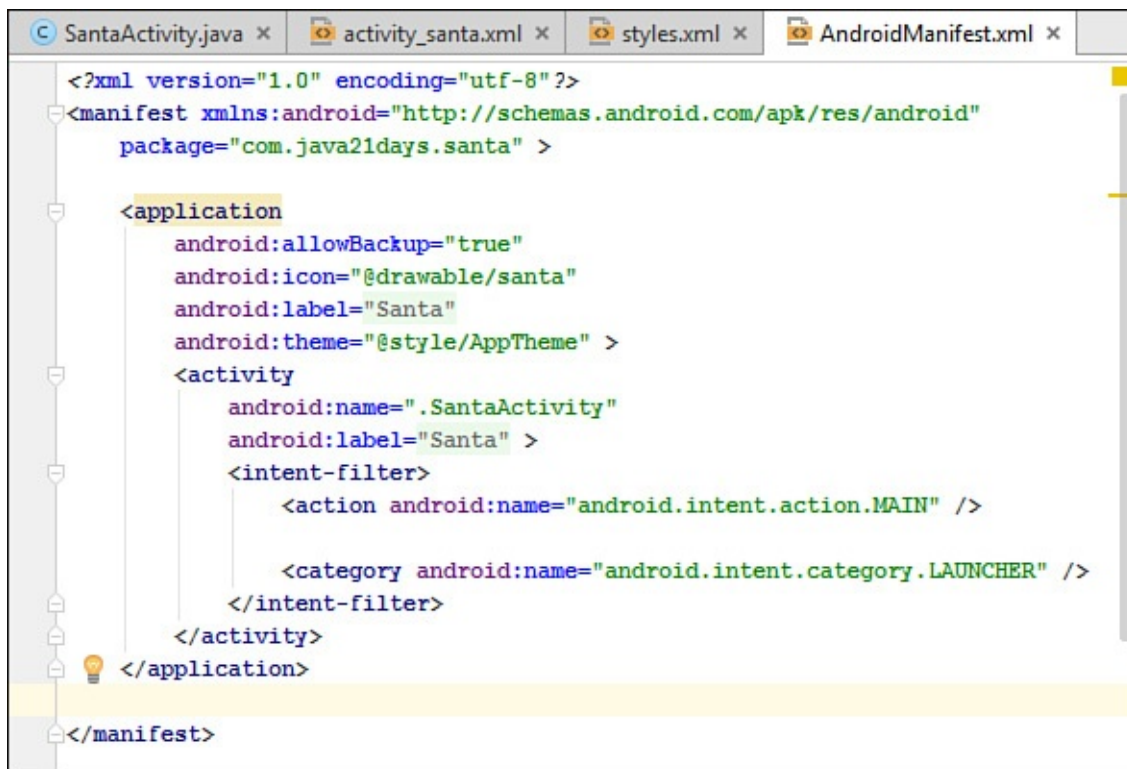 SantaActivity.java × activity_santa.xml × styles.xml × AndroidManifest.xml ×
<?xml version="1.0" encoding="utf-8"?>
<manifest xmlns:android="http://schemas.android.com/apk/res/android"
    package="com.java21days.santa" >
    <application
        android:allowBackup="true"
        android:icon="@drawable/santa"
        android:label="Santa"
        android:theme="@style/AppTheme" >
        <activity
            android:name=".SantaActivity"
            android:label="Santa" >
            <intent-filter>
                <action android:name="android.intent.action.MAIN" />
                <category android:name="android.intent.category.LAUNCHER" />
            </intent-filter>
        </activity>
    </application>
</manifest>